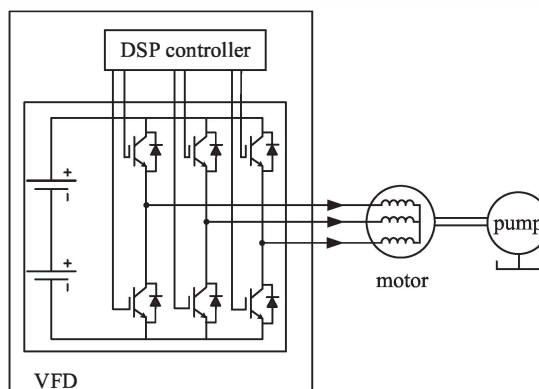 DSP controller
+
-
+
-
motor
pump
VFD